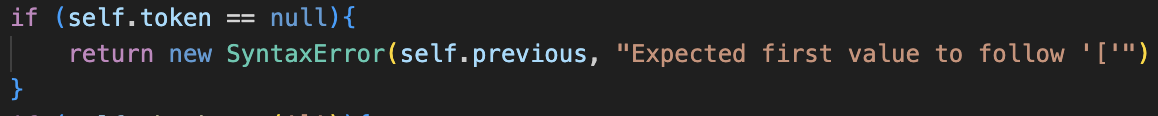 if (self.token == null){
return new SyntaxError(self.previous, "Expected first value to follow '['")
}